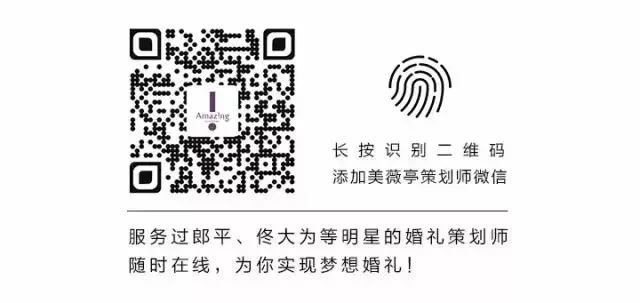 Amaz!ng
长按识别二维码
添加美薇亭策划师微信
服务过郎平、佟大为等明星的婚礼策划师
随时在线，为你实现梦想婚礼！